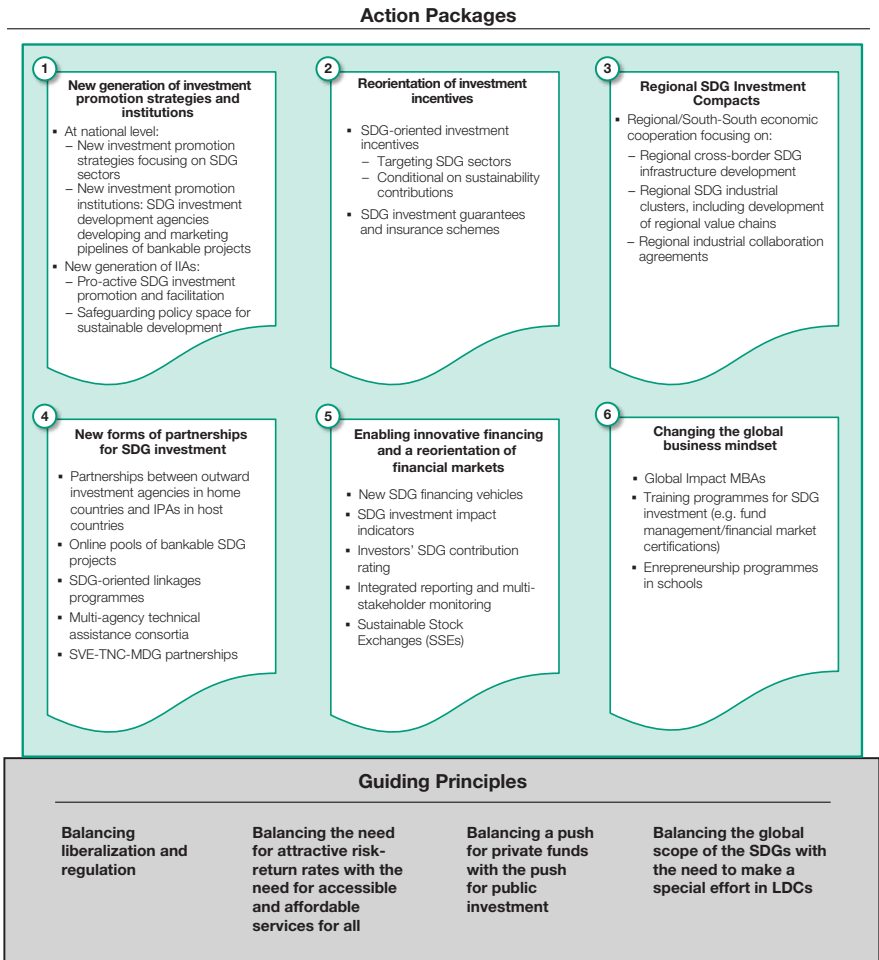 Action Packages
1
New generation of investment
promotion strategies and
institutions
▪ At national level:
– New investment promotion
strategies focusing on SDG
sectors
– New investment promotion
institutions: SDG investment
development agencies
developing and marketing
pipelines of bankable projects
▪ New generation of IIAs:
– Pro-active SDG investment
promotion and facilitation
– Safeguarding policy space for
sustainable development
2
Reorientation of investment
incentives
▪ SDG-oriented investment
incentives
– Targeting SDG sectors
– Conditional on sustainability
contributions
▪ SDG investment guarantees
and insurance schemes
3
Regional SDG Investment
Compacts
▪ Regional/South-South economic
cooperation focusing on:
– Regional cross-border SDG
infrastructure development
– Regional SDG industrial
clusters, including development
of regional value chains
– Regional industrial collaboration
agreements
4
New forms of partnerships
for SDG investment
▪ Partnerships between outward
investment agencies in home
countries and IPAs in host
countries
▪ Online pools of bankable SDG
projects
▪ SDG-oriented linkages
programmes
▪ Multi-agency technical
assistance consortia
▪ SVE-TNC-MDG partnerships
5
Enabling innovative financing
and a reorientation of
financial markets
▪ New SDG financing vehicles
▪ SDG investment impact
indicators
▪ Investors' SDG contribution
rating
▪ Integrated reporting and multi-
stakeholder monitoring
▪ Sustainable Stock
Exchanges (SSEs)
6
Changing the global
business mindset
▪ Global Impact MBAs
▪ Training programmes for SDG
investment (e.g. fund
management/financial market
certifications)
▪ Enrepreneurship programmes
in schools
Guiding Principles
Balancing
liberalization and
regulation
Balancing the need
for attractive risk-
return rates with the
need for accessible
and affordable
services for all
Balancing a push
for private funds
with the push
for public
investment
Balancing the global
scope of the SDGs with
the need to make a
special effort in LDCs